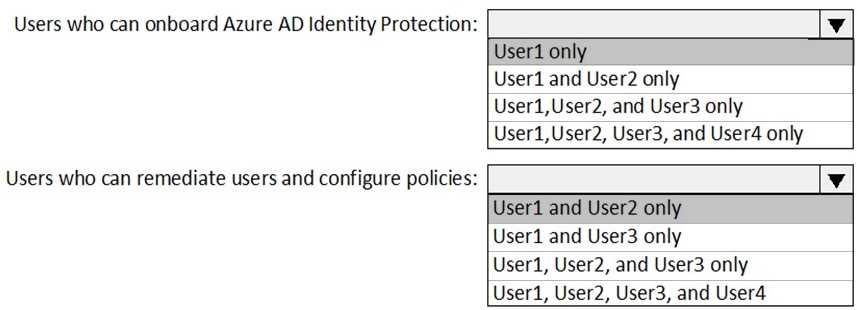 Users who can onboard Azure AD Identity Protection:
User1 only
User1 and User2 only
User1,User2, and User3 only
User1,User2, User3, and User4 only
Users who can remediate users and configure policies:
User1 and User2 only
User1 and User3 only
User1, User2, and User3 only
User1, User2, User3, and User4